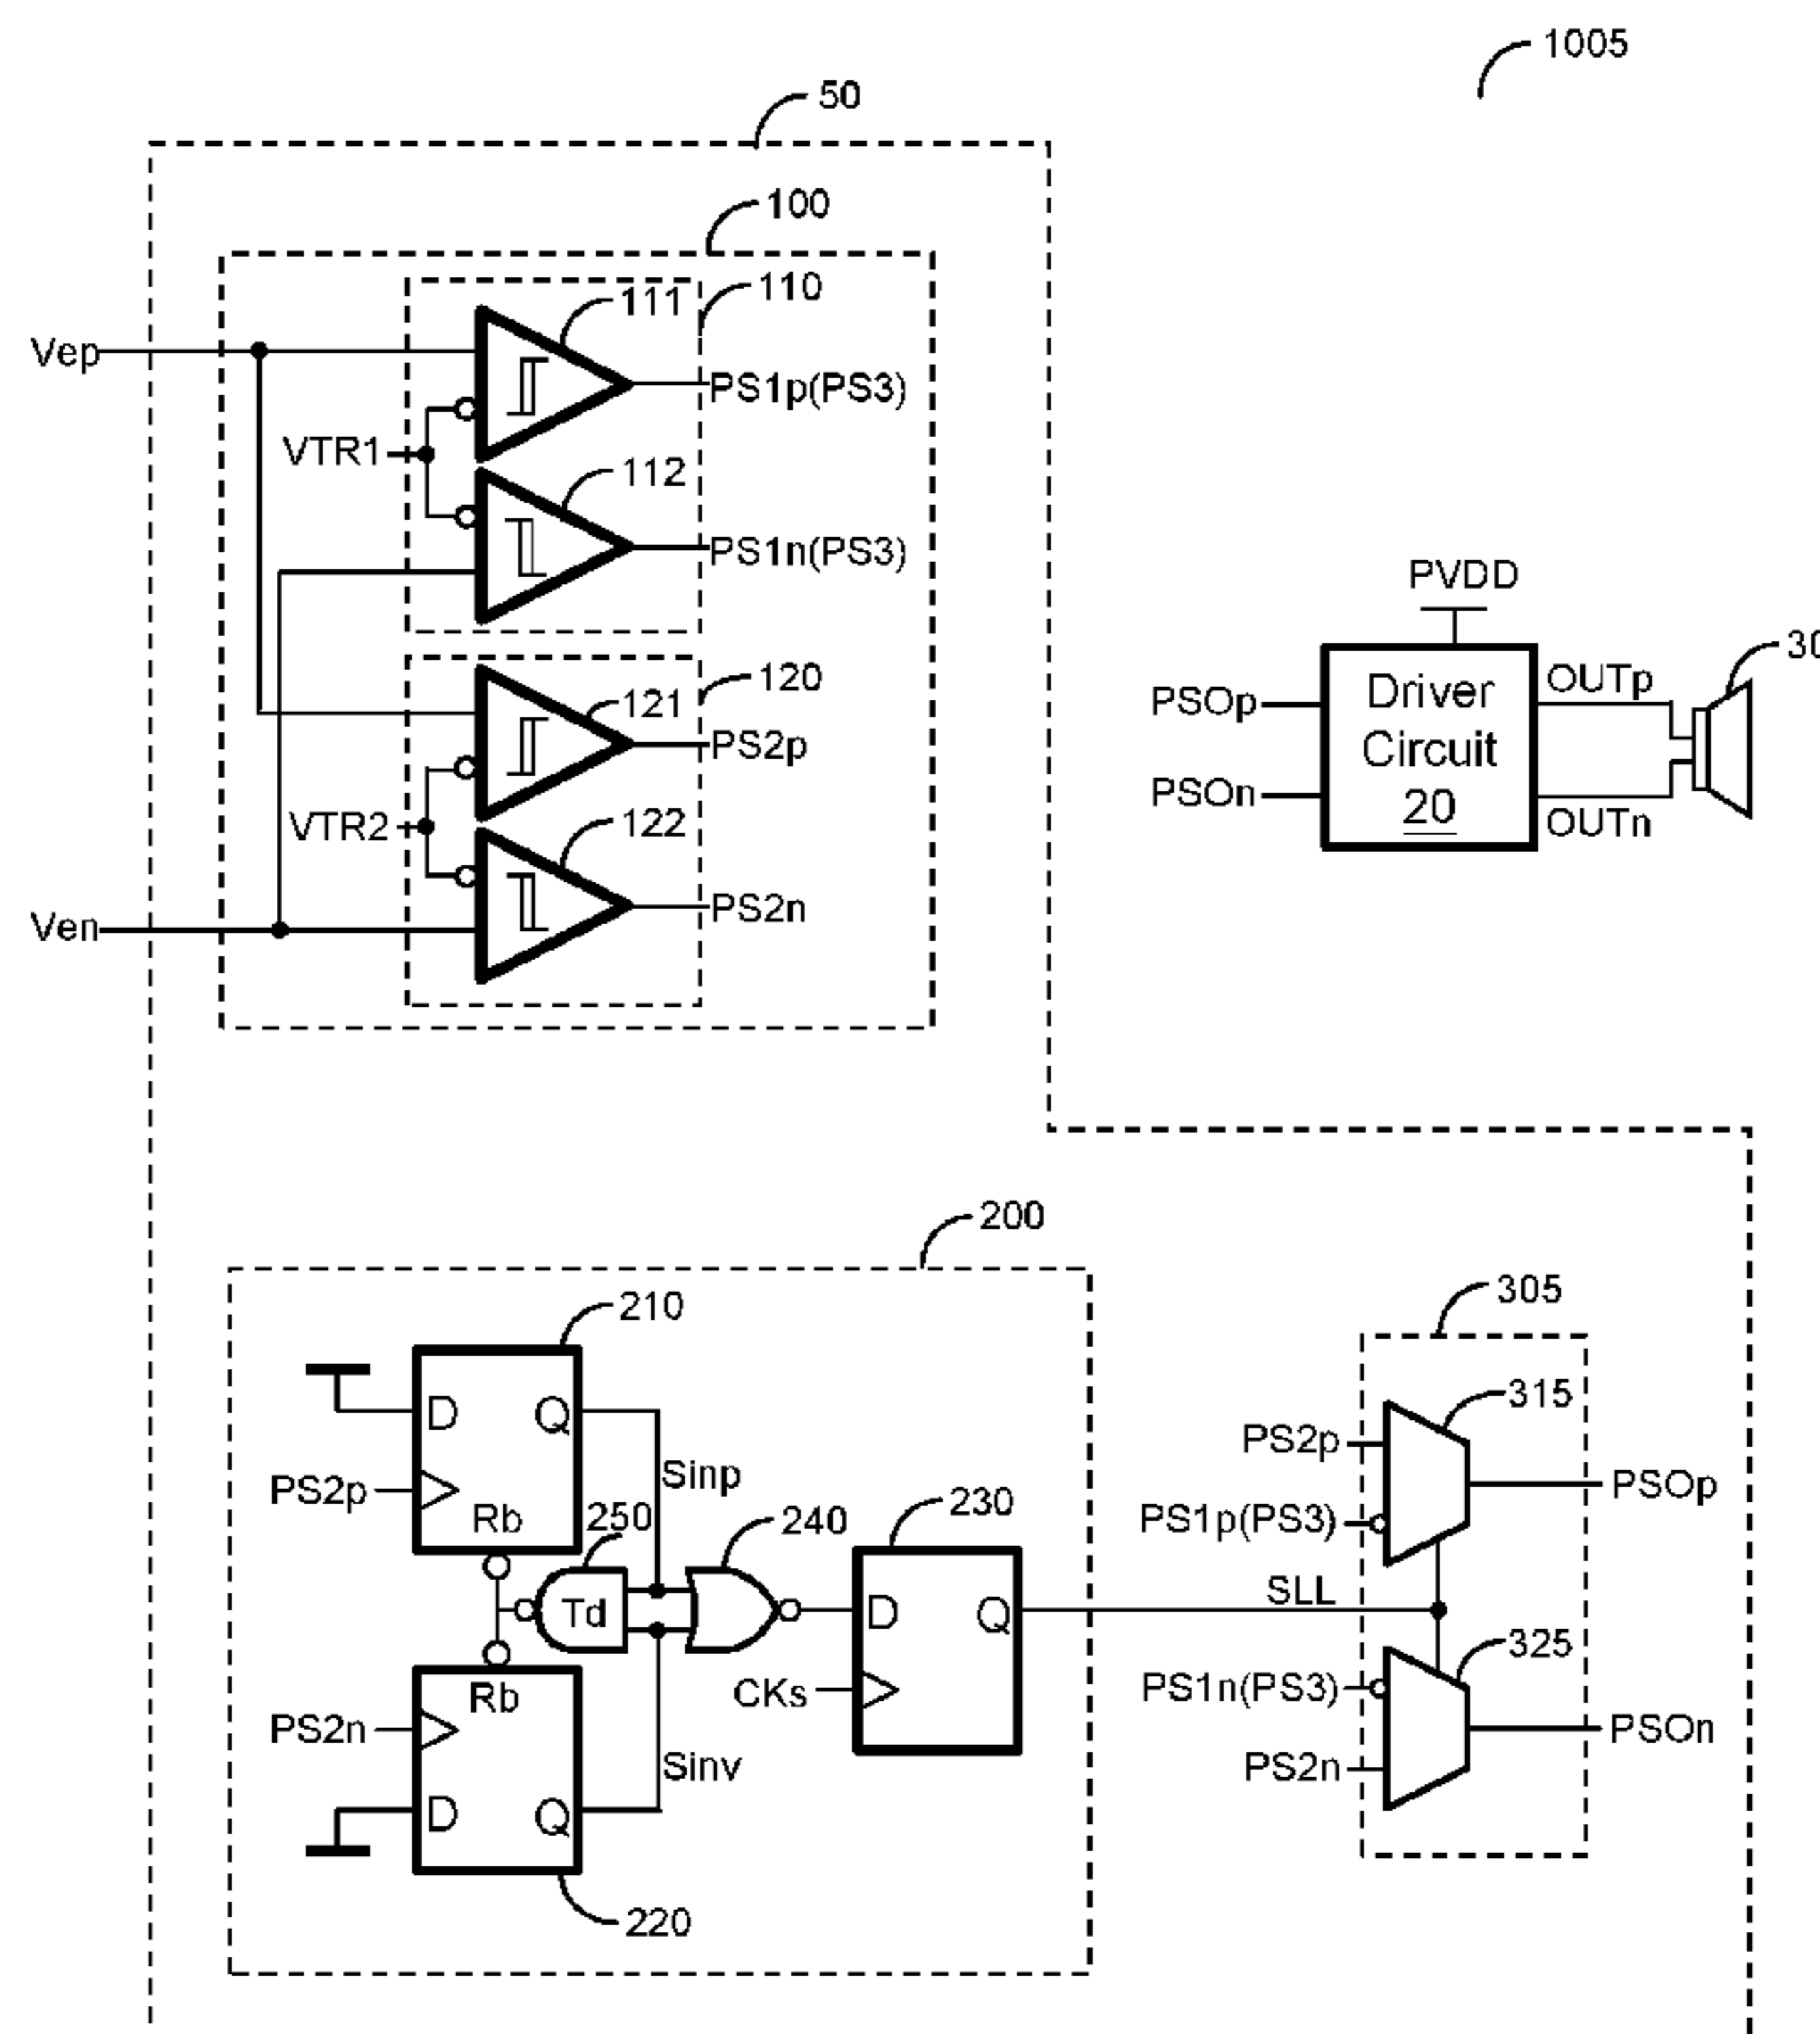 1005
50
100
110
111
Vep
PS1p(PS3)
VTR1
112
PS1n(PS3)
120
121
PS2p
VTR2
122
PS2n
Ven
PVDD
30
PSOp
Driver
Circuit
20
OUTp
PSOn
OUTn
200
210
D
Q
PS2p
Rb
Sinp
250
240
230
Td
D
Q
CKs
Rb
PS2n
Sinv
D
Q
220
SLL
305
315
PS2p
PSOp
PS1p(PS3)
325
PS1n(PS3)
PSOn
PS2n